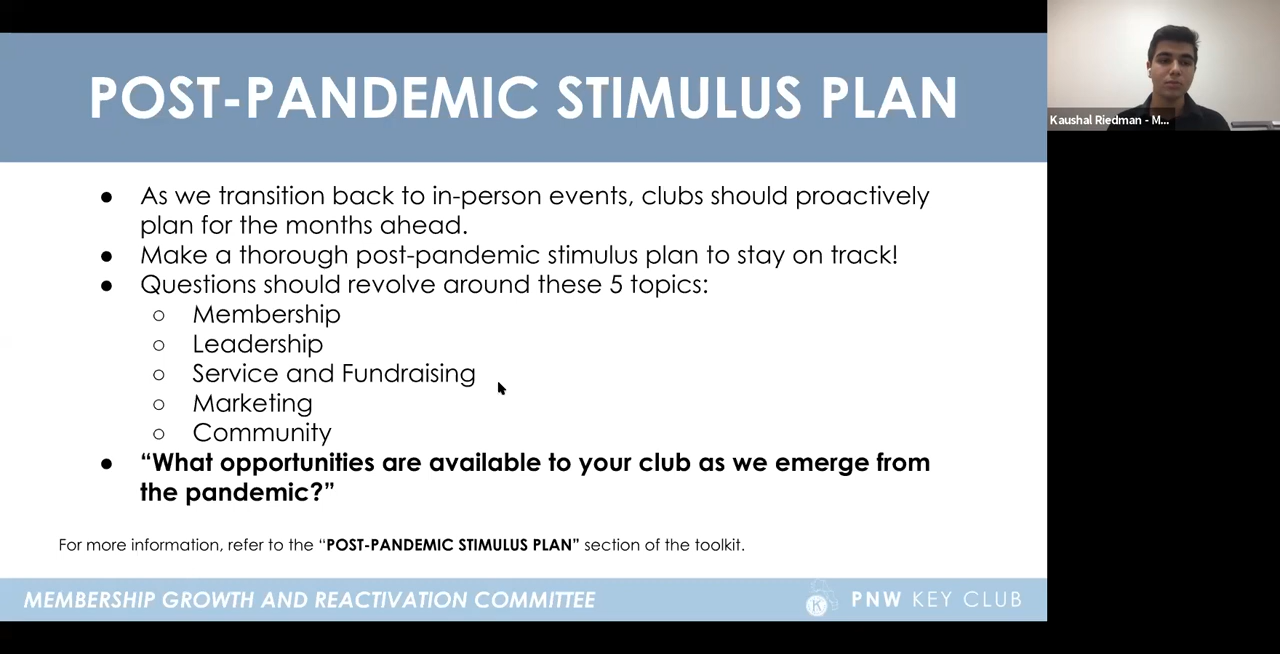 POST-PANDEMIC STIMULUS PLAN
Kaushal Riedman - M...
● As we transition back to in-person events, clubs should proactively
plan for the months ahead.
● Make a thorough post-pandemic stimulus plan to stay on track!
● Questions should revolve around these 5 topics:
○ Membership
○ Leadership
○ Service and Fundraising
○ Marketing
○ Community
● “What opportunities are available to your club as we emerge from
the pandemic?”
For more information, refer to the “POST-PANDEMIC STIMULUS PLAN” section of the toolkit.
MEMBERSHIP GROWTH AND REACTIVATION COMMITTEE
K
PNW KEY CLUB